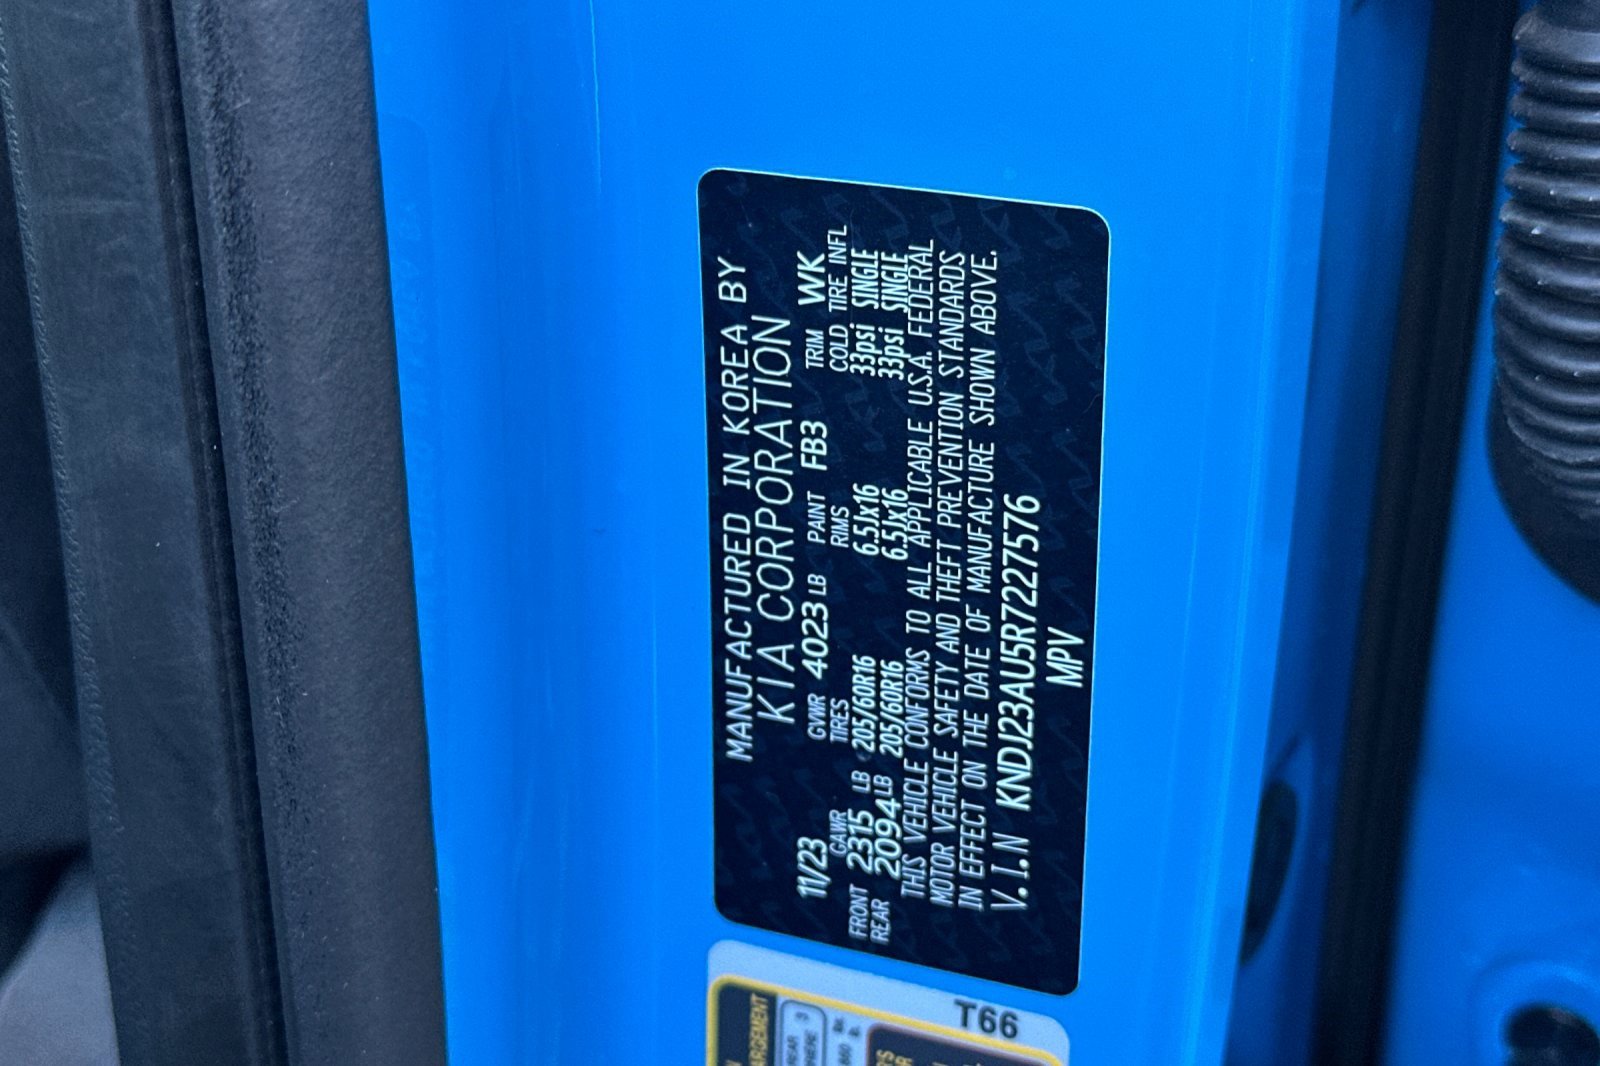 MANUFACTURED IN KOREA BY
KIA CORPORATION
11/23 GVWR 4023 LB PAINT FB3 TRIM WK
GAWR TIRES RIMS COLD TIRE INFL
FRONT 2315 LB 205/60R16 6.5Jx16 33psi SINGLE
REAR 2094 LB 205/60R16 6.5Jx16 33psi SINGLE
THIS VEHICLE CONFORMS TO ALL APPLICABLE U.S.A. FEDERAL
MOTOR VEHICLE SAFETY AND THEFT PREVENTION STANDARDS
IN EFFECT ON THE DATE OF MANUFACTURE SHOWN ABOVE.
V.I.N KNDJ23AU5R7227576
MPV
T66